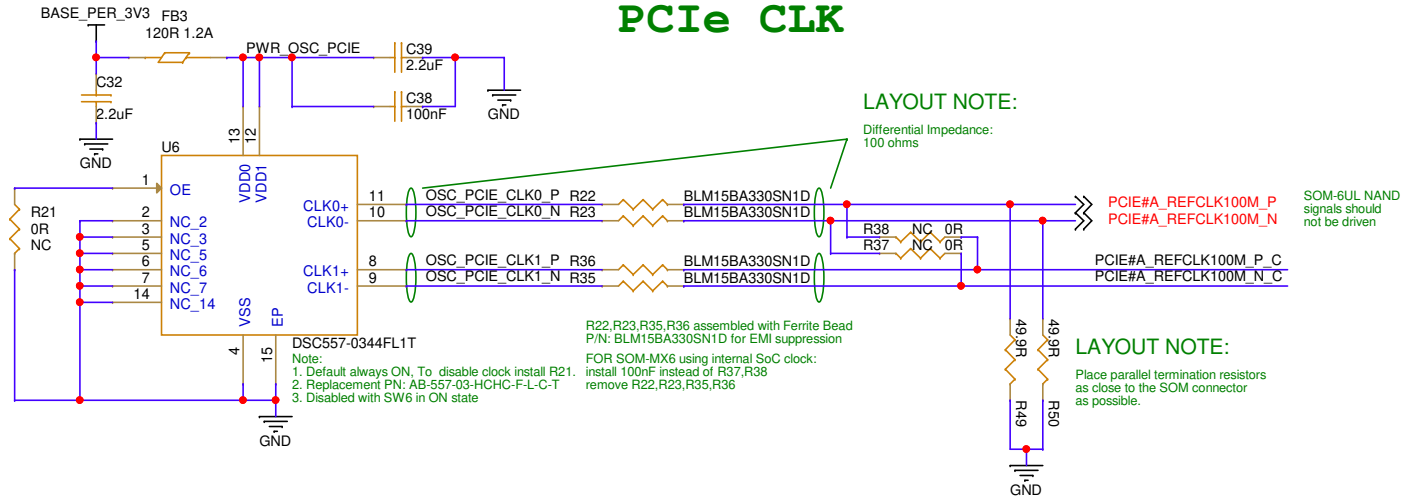 PCIe CLK
BASE_PER_3V3
FB3
120R 1.2A
PWR_OSC_PCIE
C39
2.2uF
C38
100nF
GND
C32
2.2uF
GND
13
12
U6
VDD0
VDD1
1
OE
2
NC_2
3
NC_3
5
NC_5
6
NC_6
7
NC_7
14
NC_14
R21
0R
NC
CLK0+
11
CLK0-
10
CLK1+
8
CLK1-
9
VSS
EP
4
15
GND
DSC557-0344FL1T
Note:
1. Default always ON, To disable clock install R21.
2. Replacement PN: AB-557-03-HCHC-F-L-C-T
3. Disabled with SW6 in ON state
LAYOUT NOTE:
Differential Impedance:
100 ohms
OSC_PCIE_CLK0_P R22 BLM15BA330SN1D
OSC_PCIE_CLK0_N R23 BLM15BA330SN1D
R38 NC 0R
R37 NC 0R
OSC_PCIE_CLK1_P R36 BLM15BA330SN1D
OSC_PCIE_CLK1_N R35 BLM15BA330SN1D
PCIE#A_REFCLK100M_P
PCIE#A_REFCLK100M_N
SOM-6UL NAND
signals should
not be driven
PCIE#A_REFCLK100M_P_C
PCIE#A_REFCLK100M_N_C
R22,R23,R35,R36 assembled with Ferrite Bead
P/N: BLM15BA330SN1D for EMI suppression
FOR SOM-MX6 using internal SoC clock:
install 100nF instead of R37,R38
remove R22,R23,R35,R36
49.9R
49.9R
R49
R50
GND
LAYOUT NOTE:
Place parallel termination resistors
as close to the SOM connector
as possible.